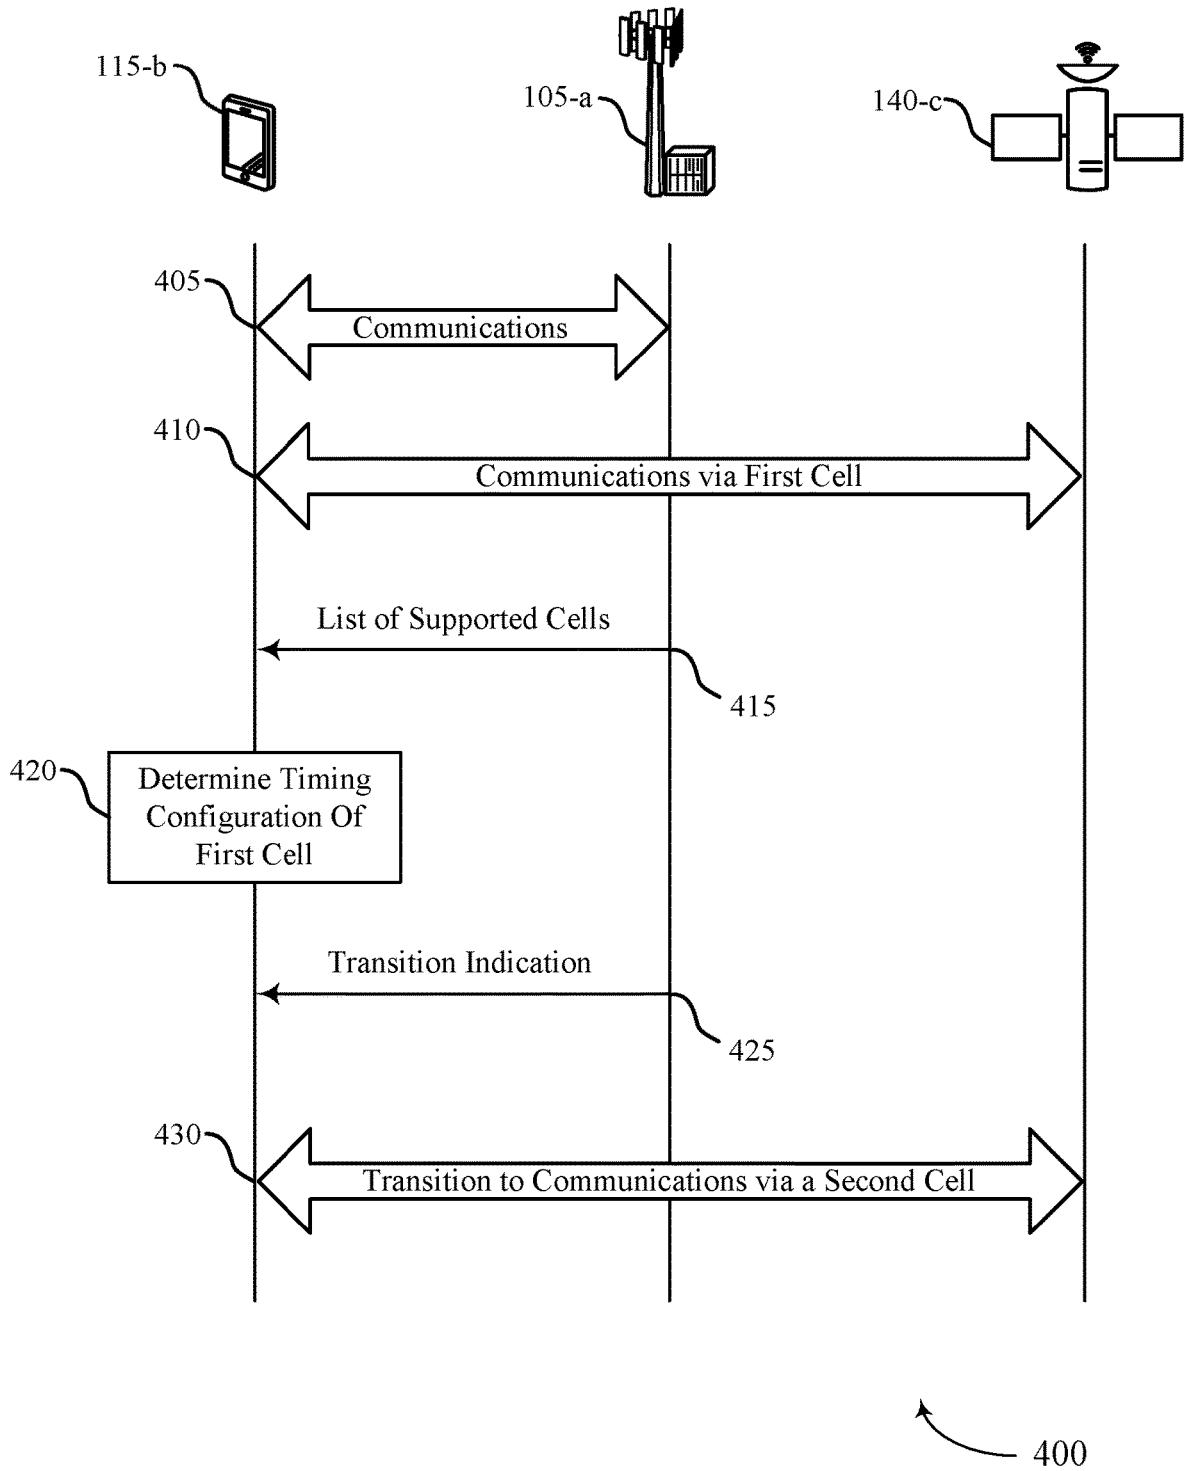 115-b
105-a
140-c
405
Communications
410
Communications via First Cell
List of Supported Cells
415
420
Determine Timing
Configuration Of
First Cell
Transition Indication
425
430
Transition to Communications via a Second Cell
400